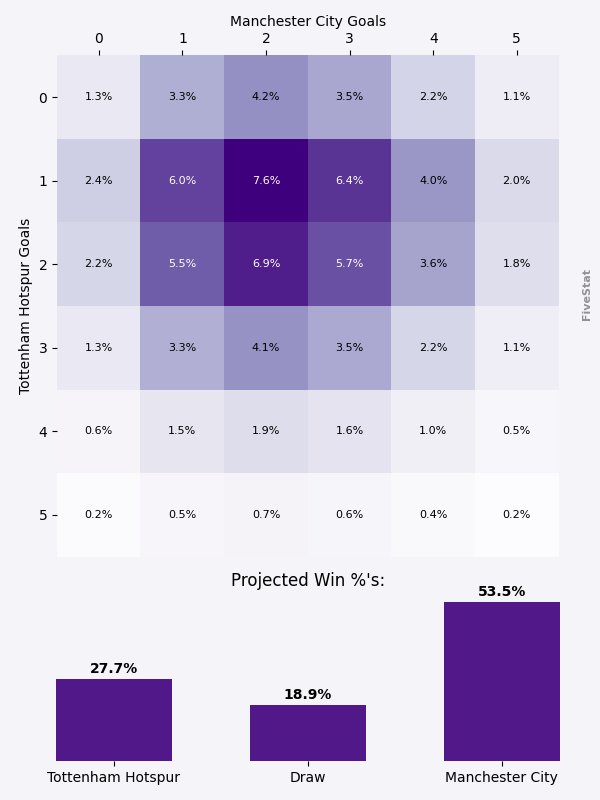 Manchester City Goals
0 1 2 3 4 5
Tottenham Hotspur Goals
0 1.3% 3.3% 4.2% 3.5% 2.2% 1.1%
1 2.4% 6.0% 7.6% 6.4% 4.0% 2.0%
2 2.2% 5.5% 6.9% 5.7% 3.6% 1.8%
3 1.3% 3.3% 4.1% 3.5% 2.2% 1.1%
4 0.6% 1.5% 1.9% 1.6% 1.0% 0.5%
5 0.2% 0.5% 0.7% 0.6% 0.4% 0.2%
FiveStat
Projected Win %'s:
27.7% 18.9% 53.5%
Tottenham Hotspur Draw Manchester City